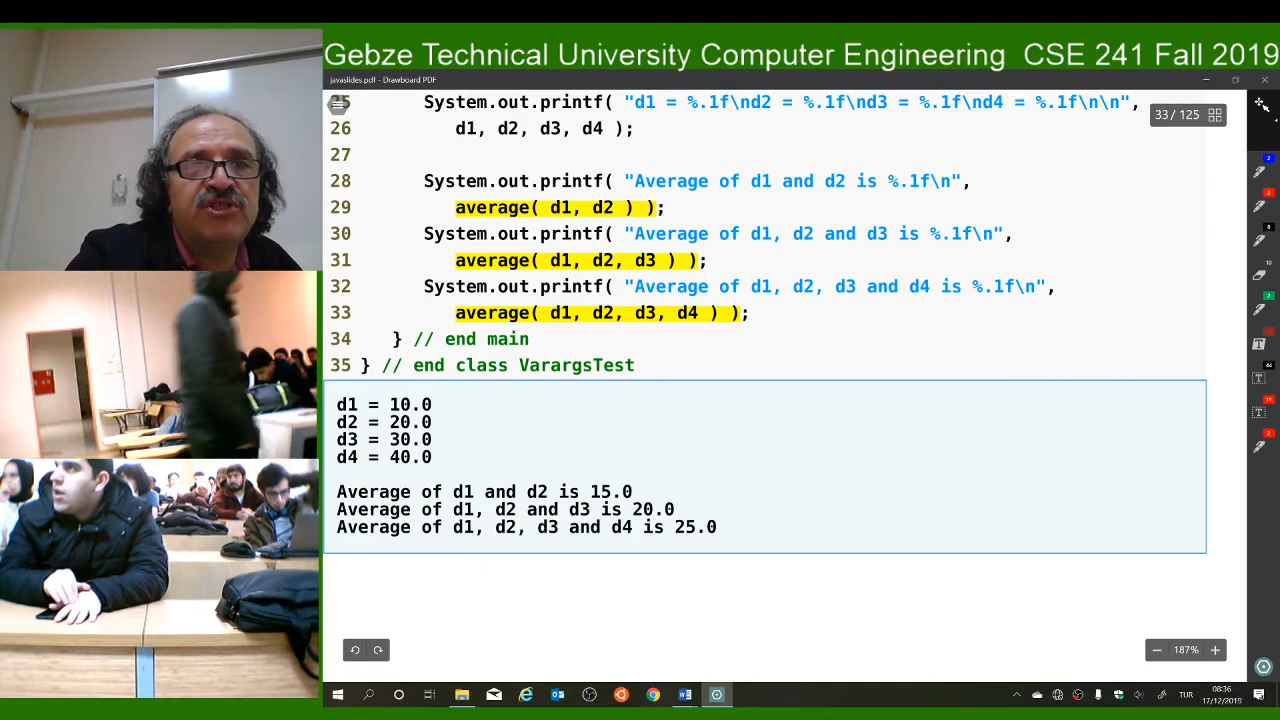 Gebze Technical University Computer Engineering CSE 241 Fall 2019
javaslides.pdf - Drawboard PDF
25 System.out.printf( "d1 = %.1f\nd2 = %.1f\nd3 = %.1f\nd4 = %.1f\n\n",
33 / 125
26 d1, d2, d3, d4 );
27
28 System.out.printf( "Average of d1 and d2 is %.1f\n",
29 average( d1, d2 ) );
30 System.out.printf( "Average of d1, d2 and d3 is %.1f\n",
31 average( d1, d2, d3 ) );
32 System.out.printf( "Average of d1, d2, d3 and d4 is %.1f\n",
33 average( d1, d2, d3, d4 ) );
34 } // end main
35 } // end class VarargsTest
d1 = 10.0
d2 = 20.0
d3 = 30.0
d4 = 40.0
Average of d1 and d2 is 15.0
Average of d1, d2 and d3 is 20.0
Average of d1, d2, d3 and d4 is 25.0
187%
TUR
08:36
17/12/2019